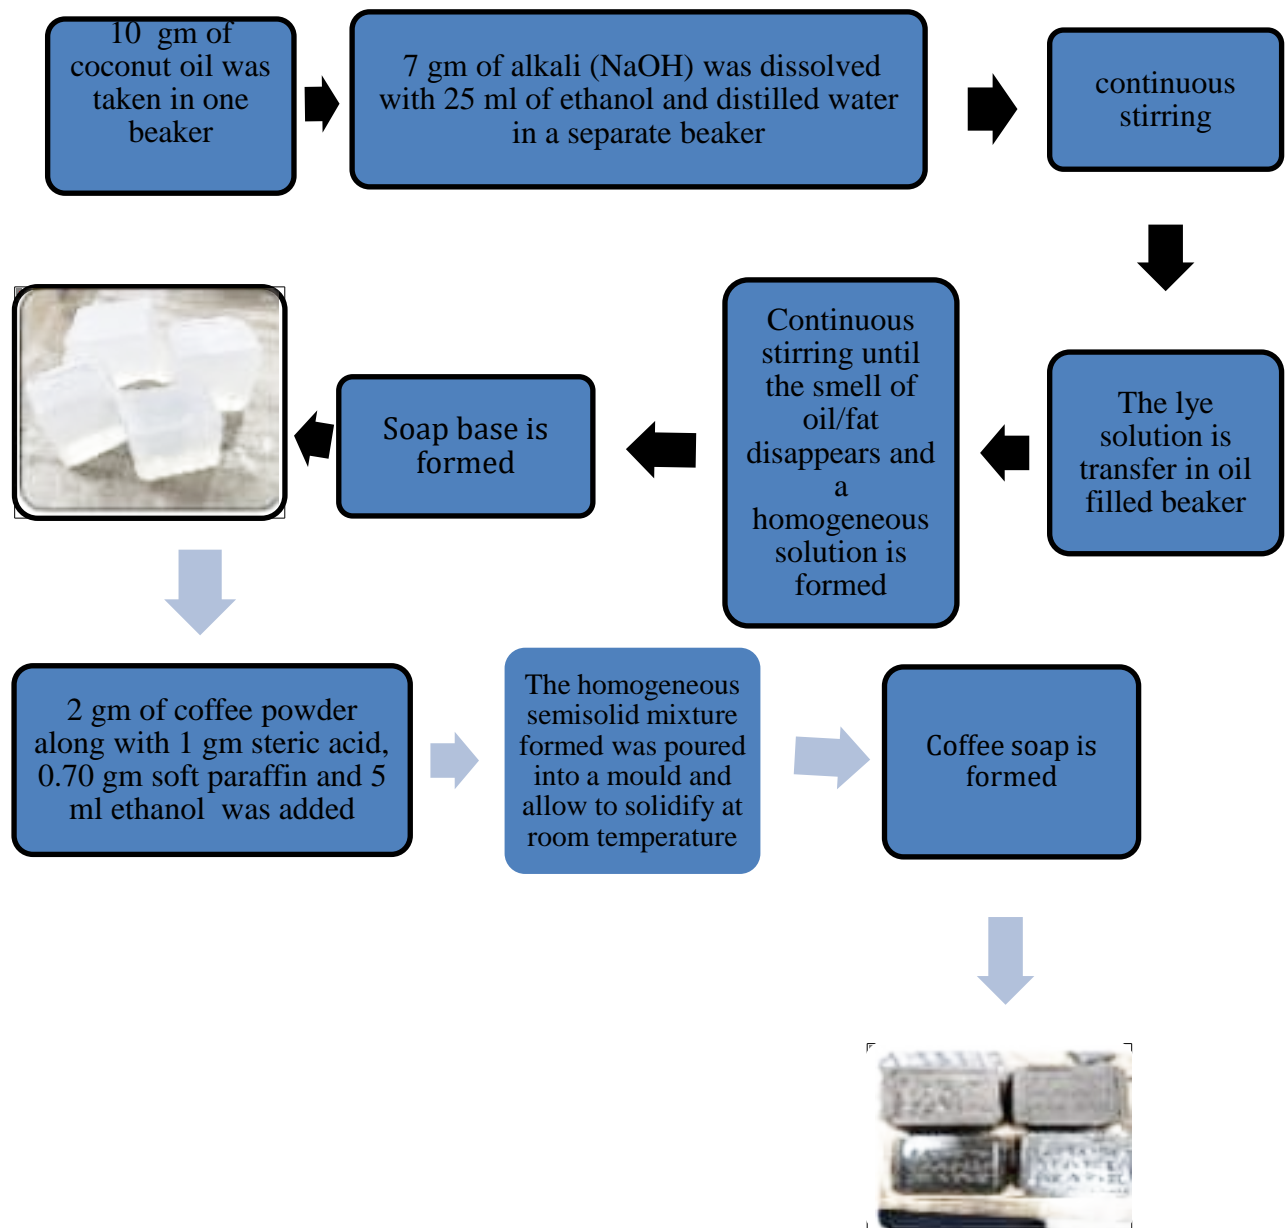 10 gm of
coconut oil was
taken in one
beaker
7 gm of alkali (NaOH) was dissolved
with 25 ml of ethanol and distilled water
in a separate beaker
continuous
stirring
The lye
solution is
transfer in oil
filled beaker
Continuous
stirring until
the smell of
oil/fat
disappears and
a
homogeneous
solution is
formed
Soap base is
formed
2 gm of coffee powder
along with 1 gm steric acid,
0.70 gm soft paraffin and 5
ml ethanol was added
The homogeneous
semisolid mixture
formed was poured
into a mould and
allow to solidify at
room temperature
Coffee soap is
formed